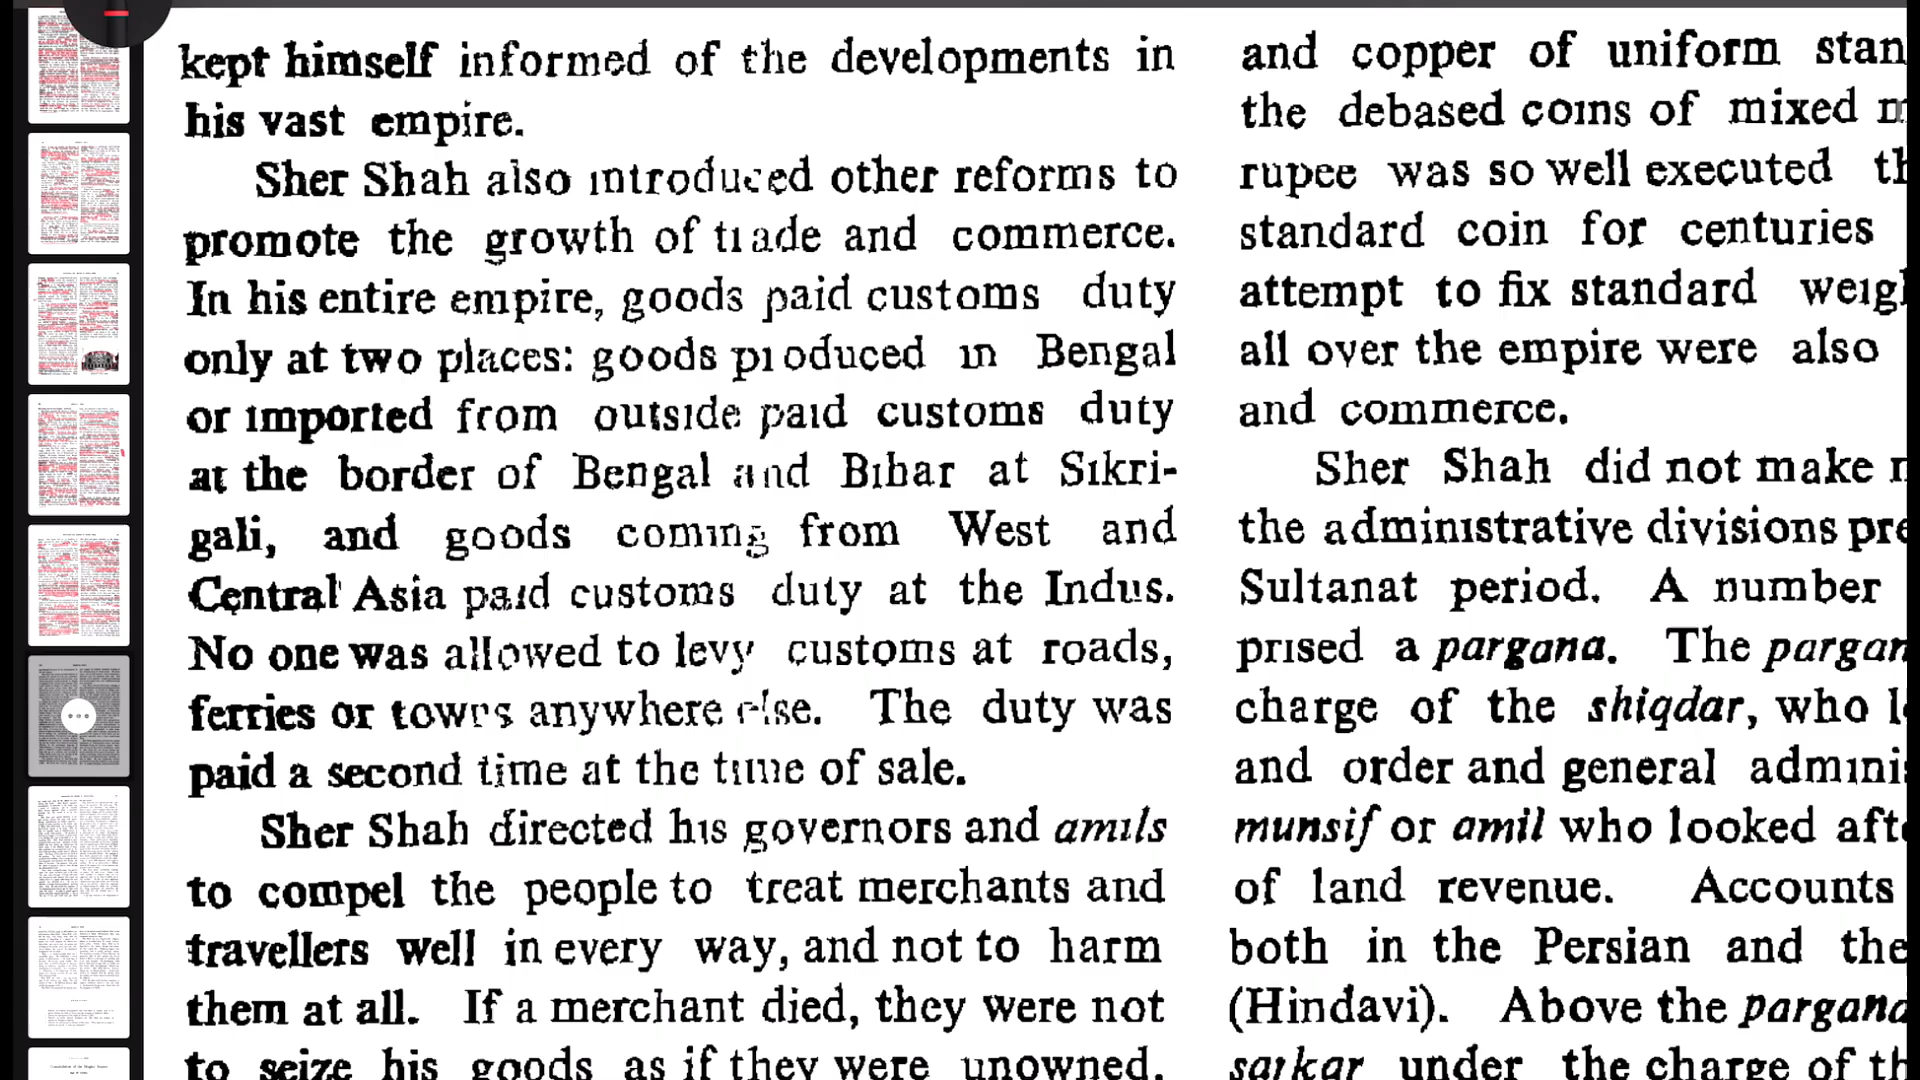 kept himself informed of the developments in
his vast empire.
Sher Shah also introduced other reforms to
promote the growth of trade and commerce.
In his entire empire, goods paid customs duty
only at two places: goods produced in Bengal
or imported from outside paid customs duty
at the border of Bengal and Bihar at Sikri-
gali, and goods coming from West and
Central Asia paid customs duty at the Indus.
No one was allowed to levy customs at roads,
ferries or towns anywhere else. The duty was
paid a second time at the time of sale.
Sher Shah directed his governors and amils
to compel the people to treat merchants and
travellers well in every way, and not to harm
them at all. If a merchant died, they were not
to seize his goods as if they were unowned.
and copper of uniform stan
the debased coins of mixed
rupee was so well executed th
standard coin for centuries
attempt to fix standard weigh
all over the empire were also
and commerce.
Sher Shah did not make
the administrative divisions pre
Sultanat period. A number
prised a pargana. The pargan
charge of the shiqdar, who l
and order and general adminis
munsif or amil who looked afte
of land revenue. Accounts
both in the Persian and the
(Hindavi). Above the pargana
sarkar under the charge of th